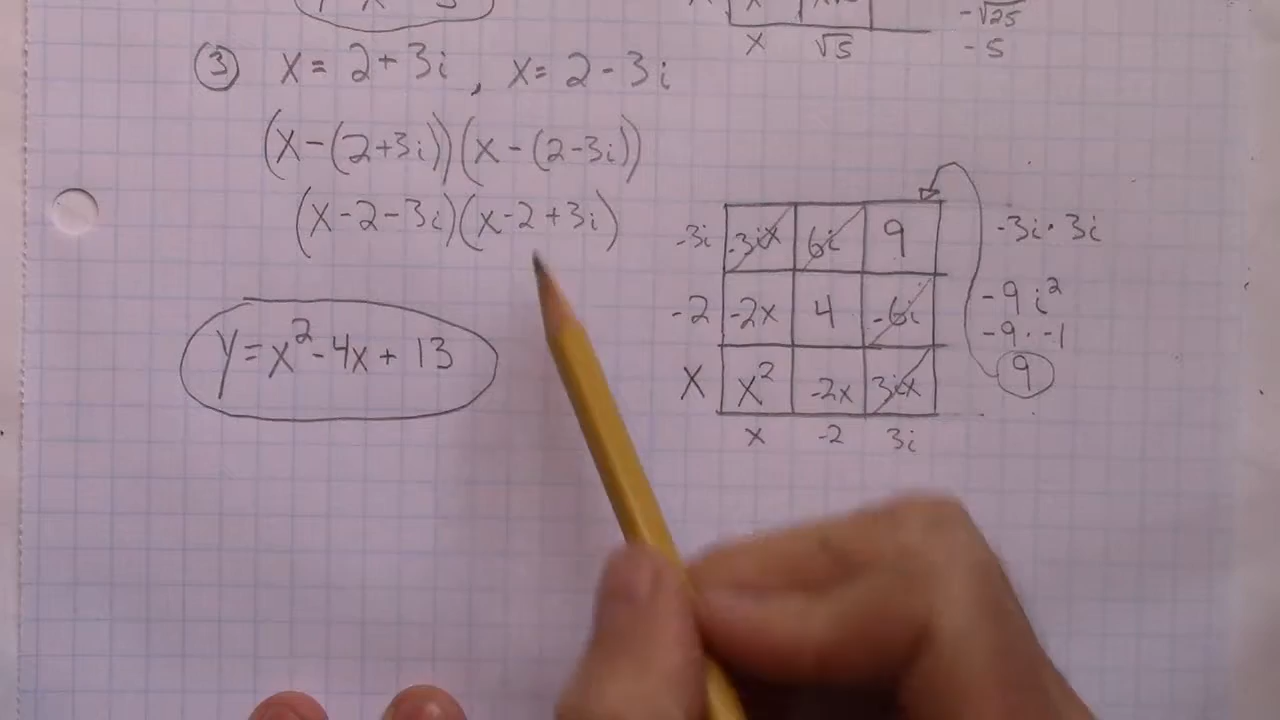 -√25
x √5 -5
③ x = 2 + 3i , x = 2 - 3i
(x - (2+3i))(x - (2-3i))
(x - 2 - 3i)(x - 2 + 3i)
y = x² - 4x + 13
-3i -3ix 6i 9
-2 -2x 4 -6i
x x² -2x 3ix
x -2 3i
-3i · 3i
-9i²
-9 · -1
9